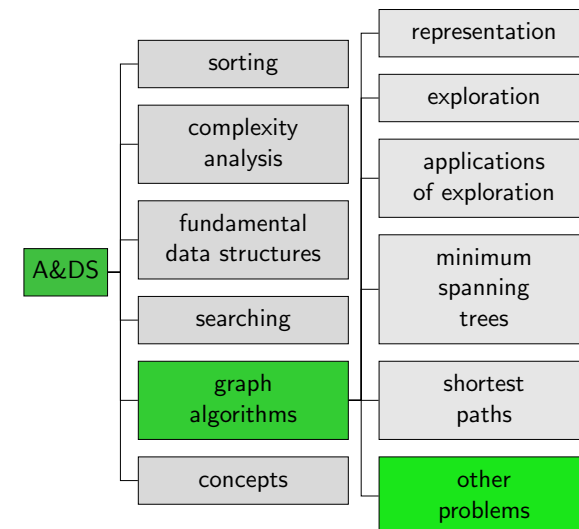 A&DS
sorting
complexity
analysis
fundamental
data structures
searching
graph
algorithms
concepts
representation
exploration
applications
of exploration
minimum
spanning
trees
shortest
paths
other
problems